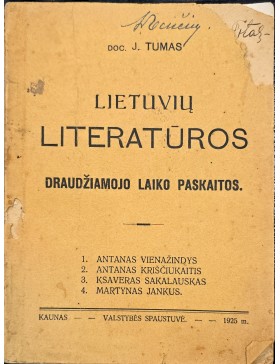 DOC. J. TUMAS
LIETUVIŲ
LITERATŪROS
DRAUDŽIAMOJO LAIKO PASKAITOS.
1. ANTANAS VIENAŽINDYS
2. ANTANAS KRIŠČIUKAITIS
3. KSAVERAS SAKALAUSKAS
4. MARTYNAS JANKUS.
KAUNAS — — VALSTYBĖS SPAUSTUVĖ. — — 1925 m.